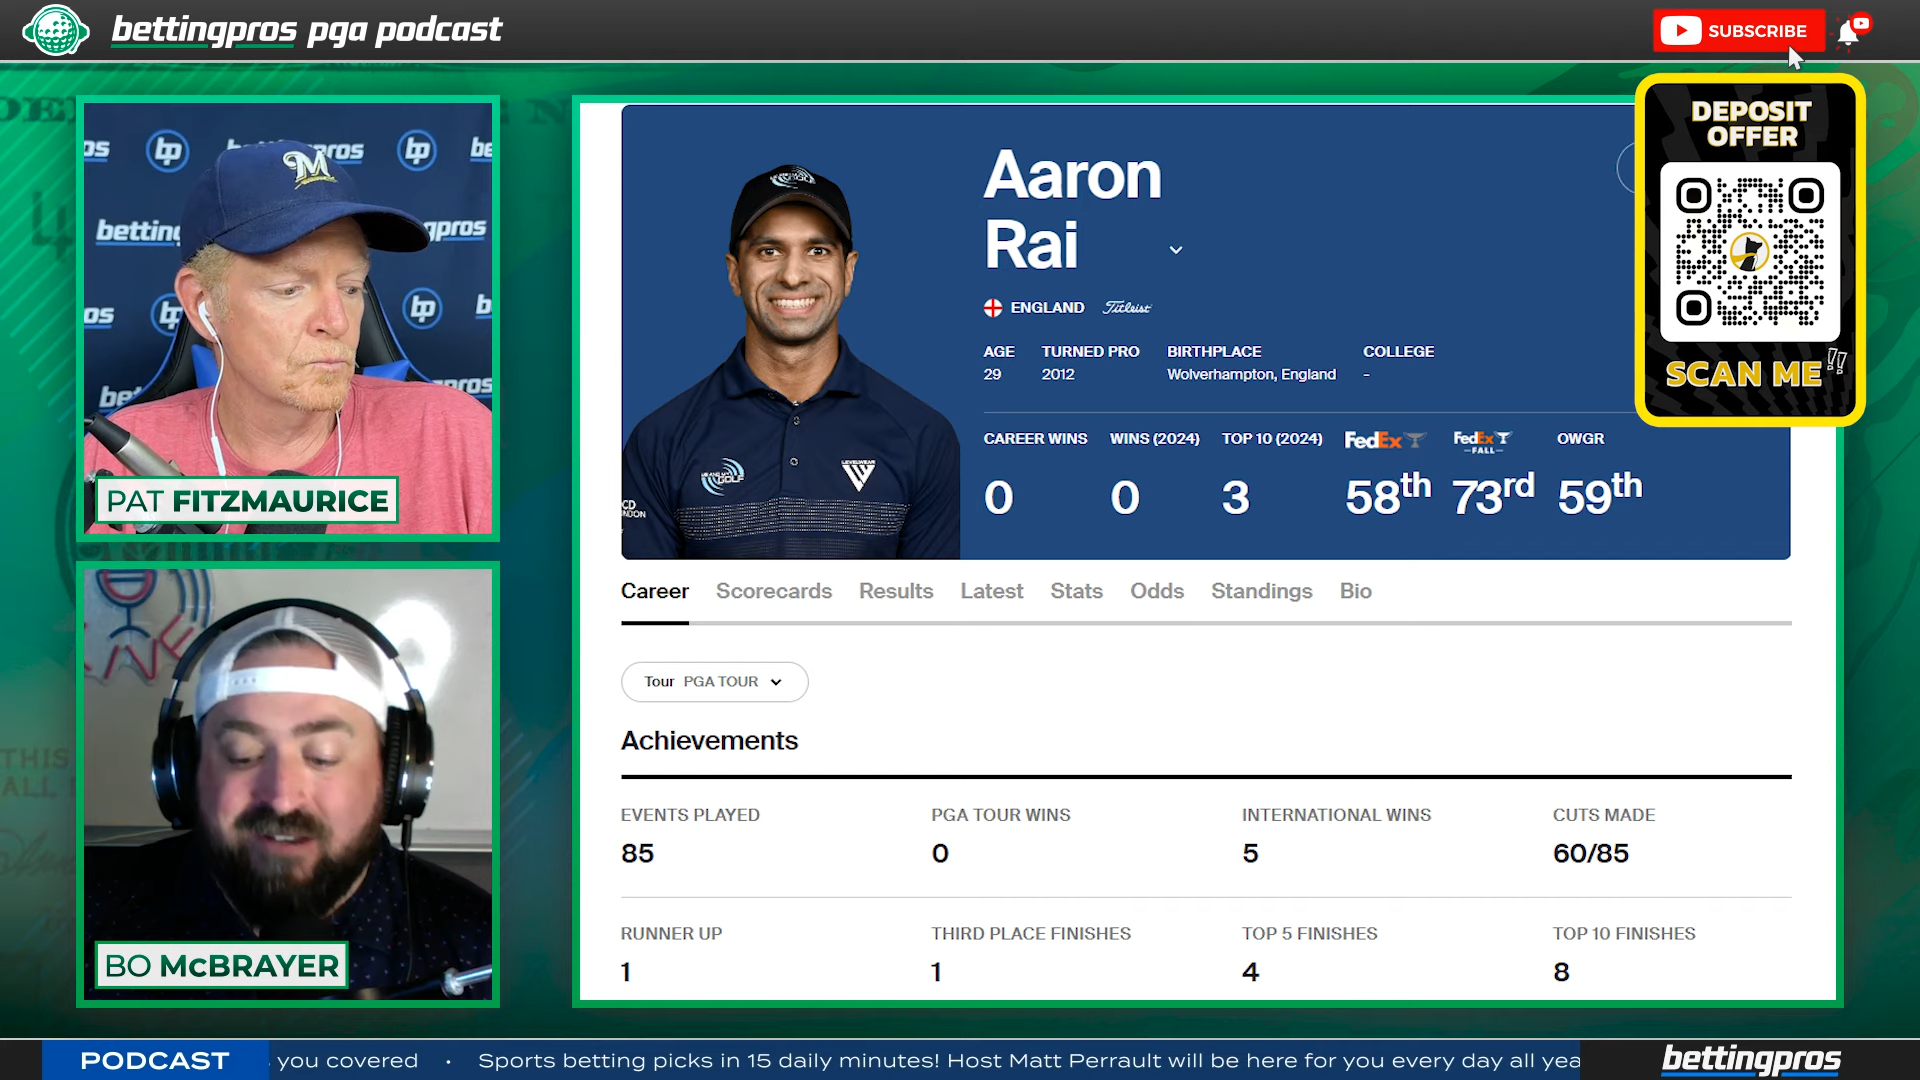 bettingpros pga podcast
SUBSCRIBE
DEPOSIT
OFFER
SCAN ME!!
bettingpros
PAT FITZMAURICE
BO McBRAYER
Aaron
Rai
ENGLAND Titleist
AGE TURNED PRO BIRTHPLACE COLLEGE
29 2012 Wolverhampton, England -
CAREER WINS WINS (2024) TOP 10 (2024) FedEx FedEx FALL OWGR
0 0 3 58th 73rd 59th
Career Scorecards Results Latest Stats Odds Standings Bio
Tour PGA TOUR
Achievements
EVENTS PLAYED PGA TOUR WINS INTERNATIONAL WINS CUTS MADE
85 0 5 60/85
RUNNER UP THIRD PLACE FINISHES TOP 5 FINISHES TOP 10 FINISHES
1 1 4 8
PODCAST you covered • Sports betting picks in 15 daily minutes! Host Matt Perrault will be here for you every day all yea
bettingpros